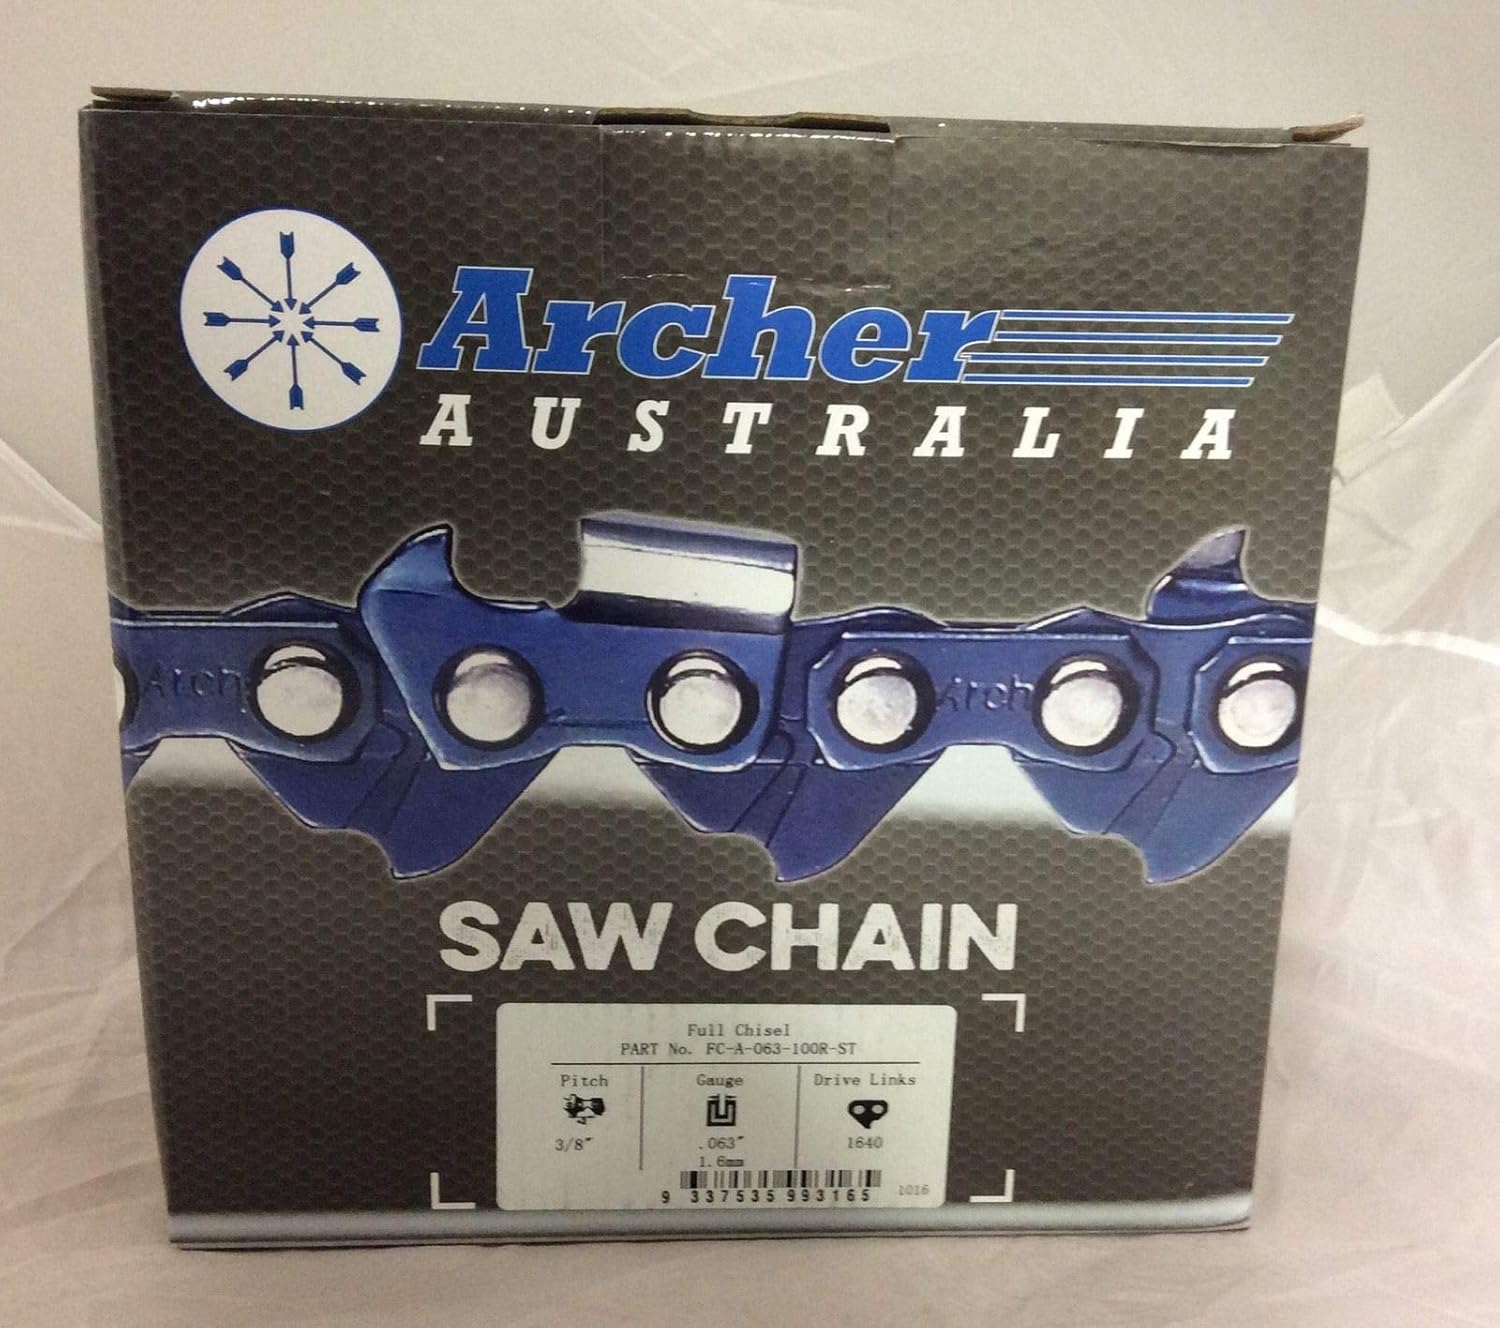 Archer
AUSTRALIA
Arch
Arch
SAW CHAIN
Full Chisel
PART No. FC-A-063-100R-ST
Pitch Gauge Drive Links
3/8" .063" 1640
1.6mm
9 337535 993165 1016